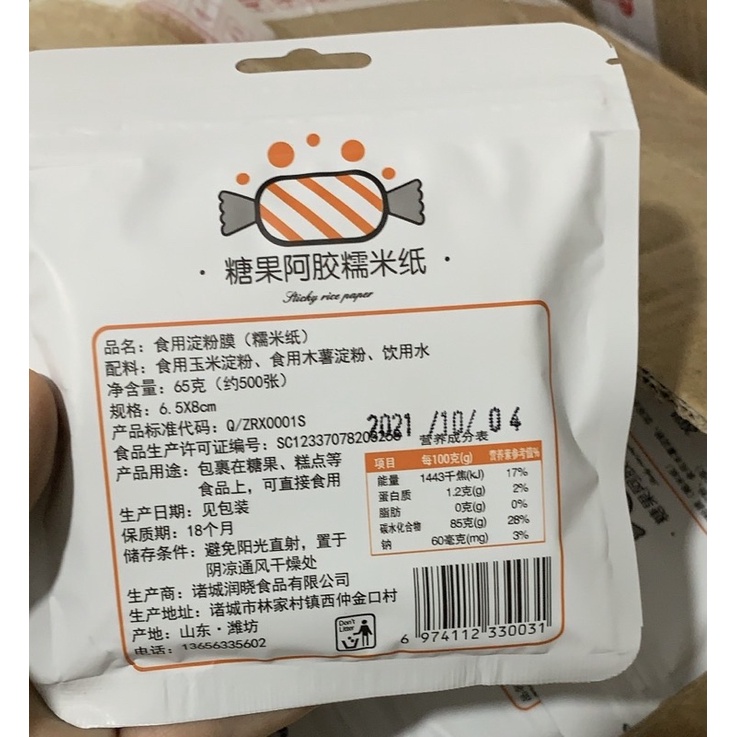 · 糖果阿胶糯米纸 ·
Sticky rice paper
品名：食用淀粉膜（糯米纸）
配料：食用玉米淀粉、食用木薯淀粉、饮用水
净含量：65克（约500张）
规格：6.5X8cm
产品标准代码：Q/ZRX0001S
2021/10/04
食品生产许可证编号：
产品用途：包裹在糖果、糕点等
食品上，可直接食用
生产日期：见包装
保质期：18个月
储存条件：避免阳光直射，置于
阴凉通风干燥处
营养成分表
项目 每100克(g) 营养素参考值%
能量 1443千焦(kJ) 17%
蛋白质 1.2克(g) 2%
脂肪 0克(g) 0%
碳水化合物 85克(g) 28%
钠 60毫克(mg) 3%
生产商：诸城润晓食品有限公司
生产地址：诸城市林家村镇西仲金口村
产地：山东·潍坊
电话：13656335602
Don't
Litter
6 974112 330031